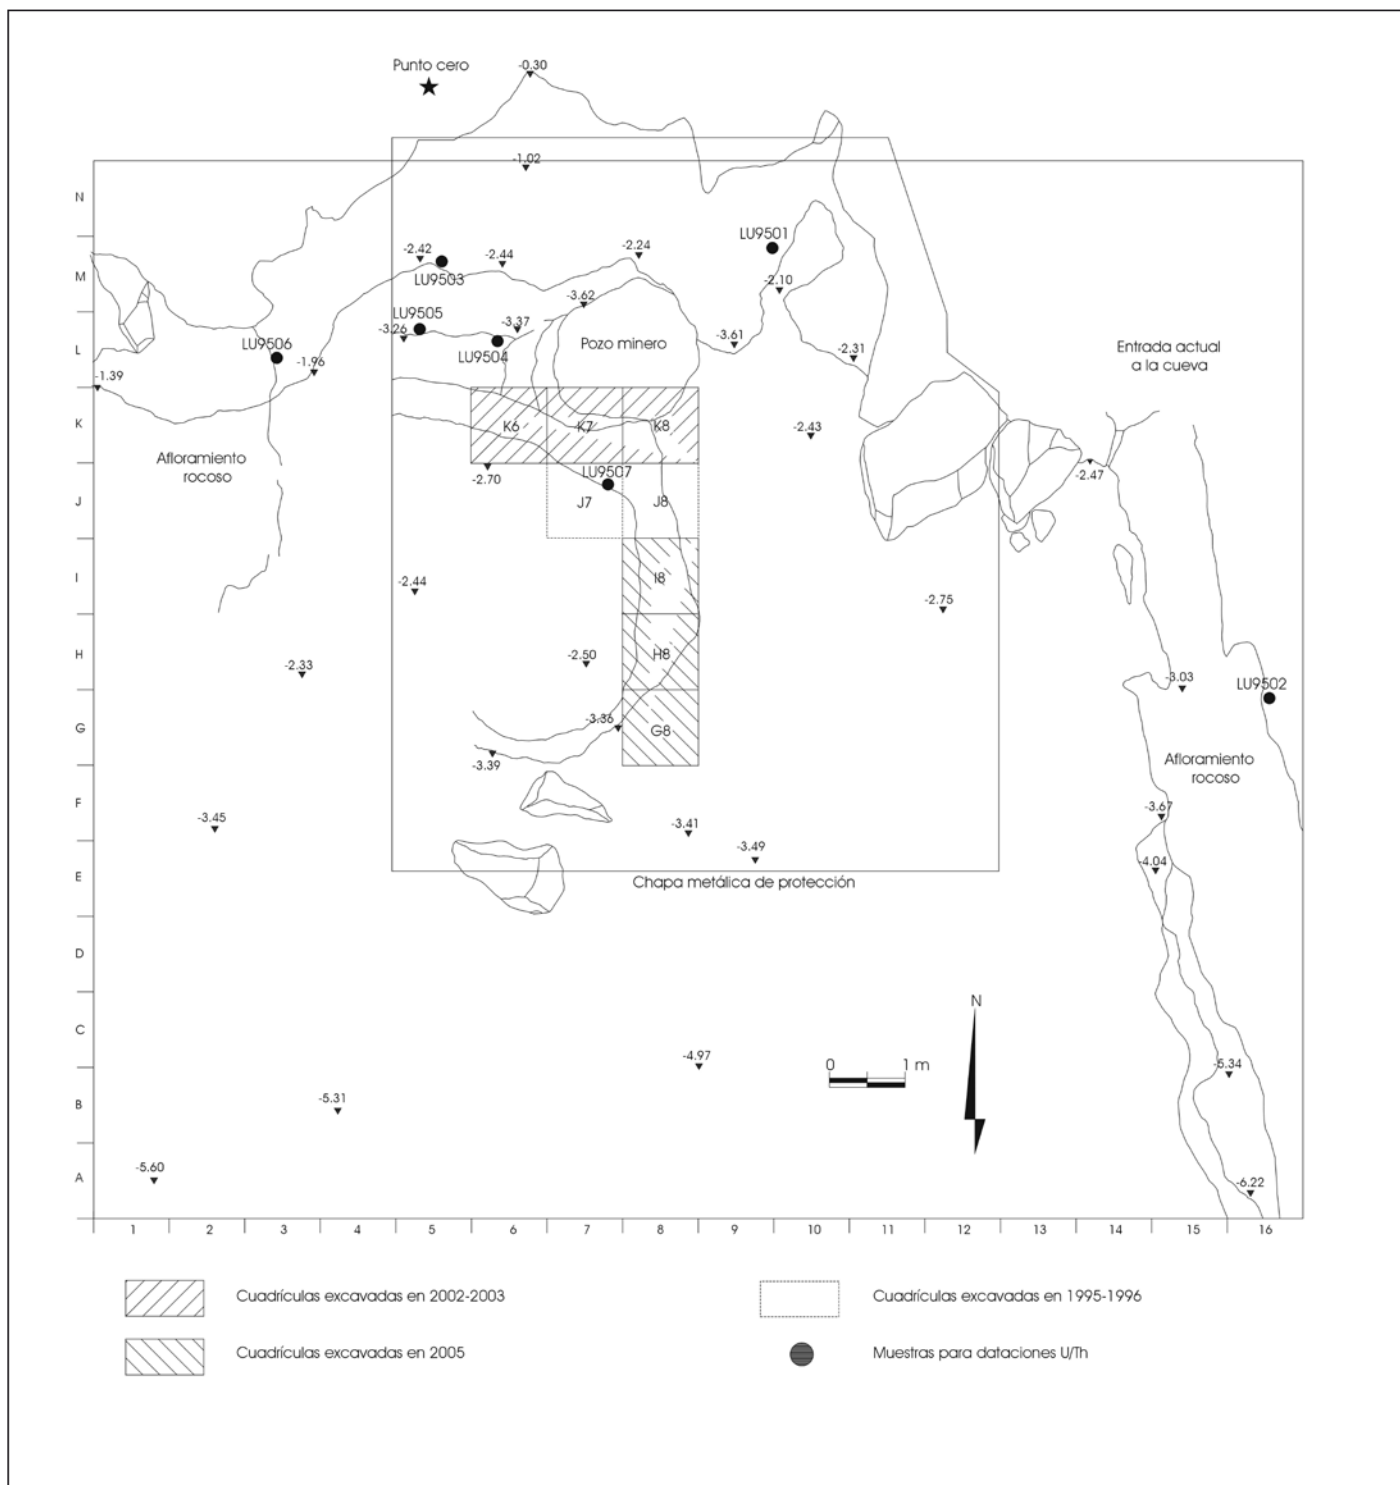 Punto cero
-0.30
-1.02
N
LU9501
-2.42
-2.44
-2.24
M
LU9503
-2.10
-3.62
LU9505
-3.26
-3.37
LU9506
LU9504
Pozo minero
-3.61
-2.31
L
-1.96
-1.39
Entrada actual
a la cueva
K
K6
K7
K8
-2.43
Afloramiento
rocoso
-2.70
LU9507
-2.47
J
J7
J8
I
-2.44
I8
-2.75
H
-2.33
-2.50
H8
-3.03
LU9502
G
-3.36
G8
-3.39
Afloramiento
rocoso
F
-3.45
-3.41
-3.67
-3.49
-4.04
E
Chapa metálica de protección
D
N
C
-4.97
0 1 m
-5.34
B
-5.31
A
-5.60
-6.22
1 2 3 4 5 6 7 8 9 10 11 12 13 14 15 16
Cuadrículas excavadas en 2002-2003
Cuadrículas excavadas en 1995-1996
Cuadrículas excavadas en 2005
Muestras para dataciones U/Th